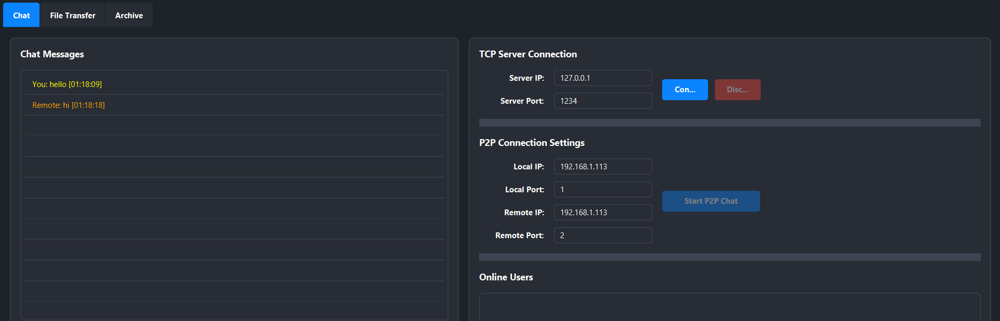 Chat File Transfer Archive
Chat Messages
You: hello [01:18:09]
Remote: hi [01:18:18]
TCP Server Connection
Server IP: 127.0.0.1
Server Port: 1234
Con... Disc...
P2P Connection Settings
Local IP: 192.168.1.113
Local Port: 1
Remote IP: 192.168.1.113
Remote Port: 2
Start P2P Chat
Online Users